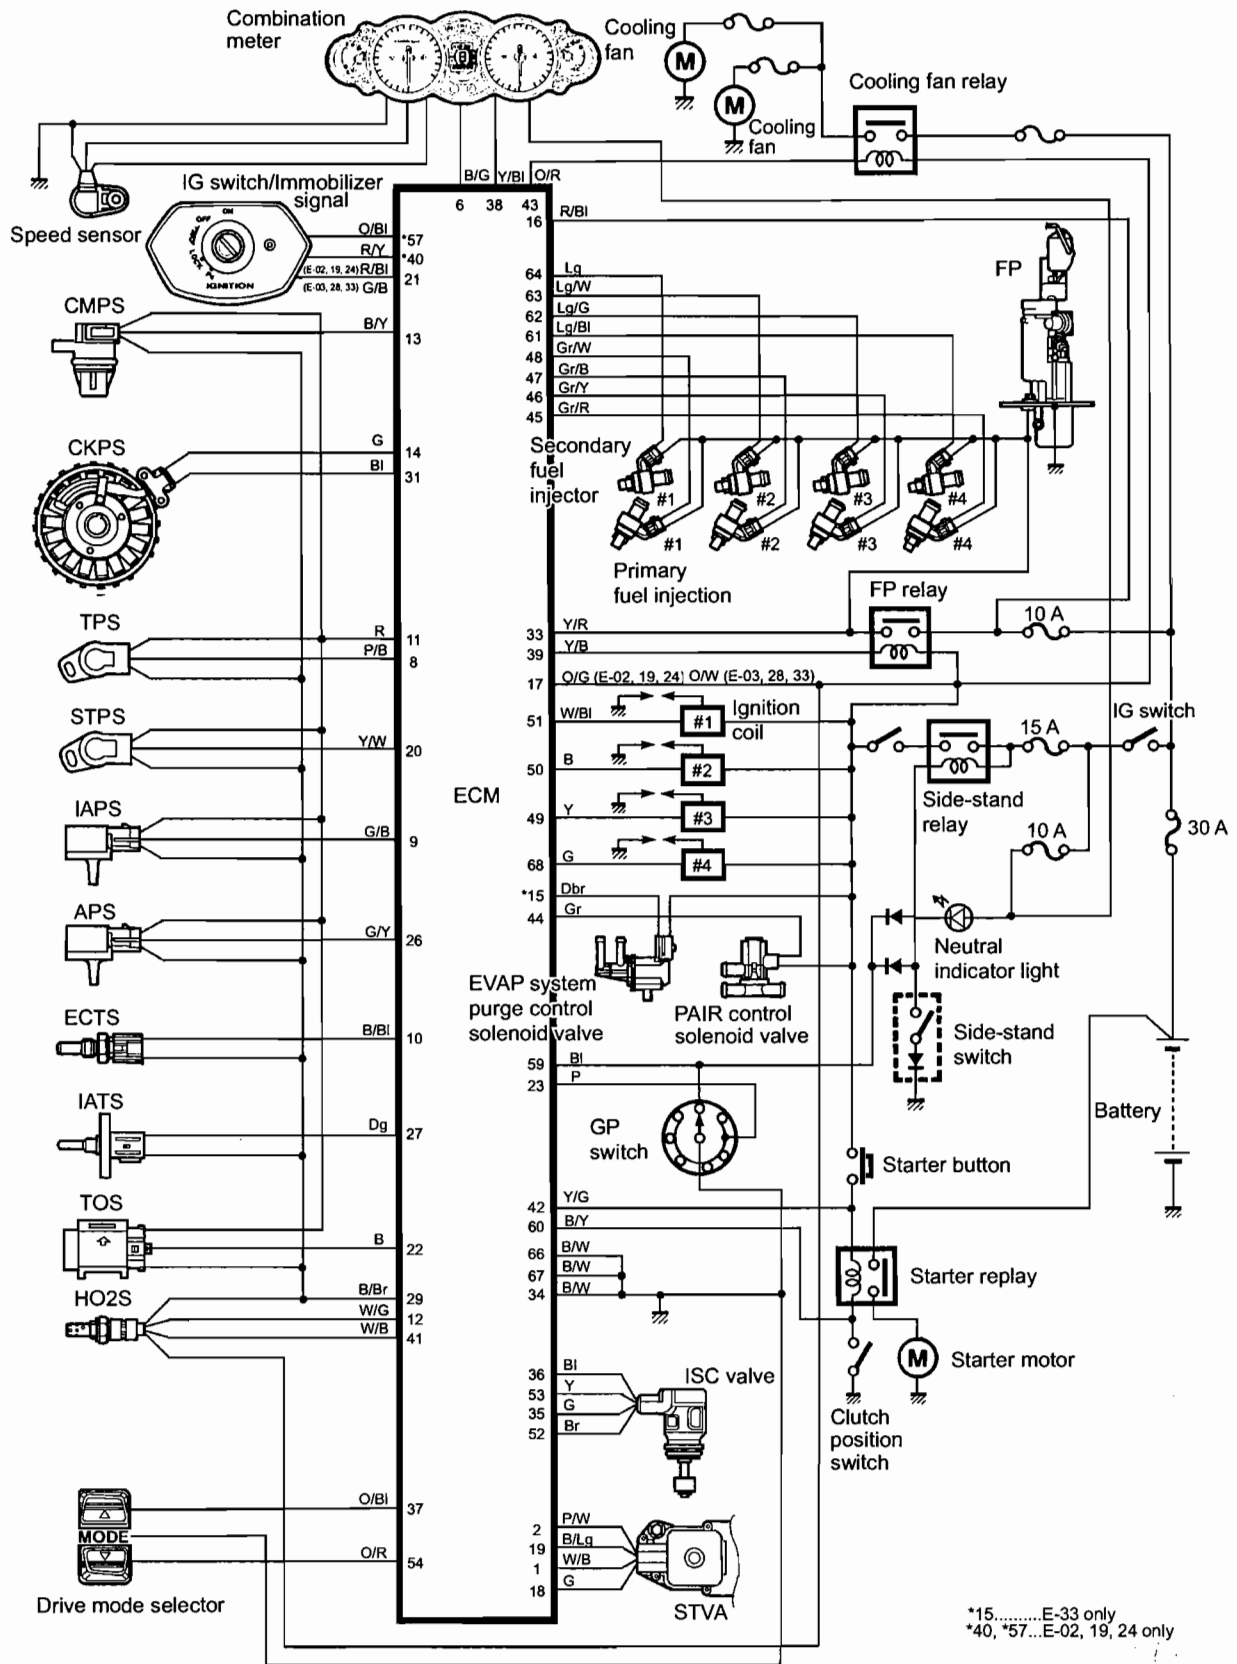 Combination
meter
Cooling
fan
M
M
Cooling
fan
Cooling fan relay
Speed sensor
IG switch/Immobilizer
signal
OFF
ON
LOCK
P
IGNITION
B/G
Y/Bl
O/R
6
38
43
O/Bl
*57
R/Y
*40
(E-02, 19, 24) R/Bl
21
(E-03, 28, 33) G/B
16
R/Bl
FP
CMPS
B/Y
13
64
Lg
63
Lg/W
62
Lg/G
61
Lg/Bl
48
Gr/W
47
Gr/B
46
Gr/Y
45
Gr/R
CKPS
G
14
Bl
31
Secondary
fuel
injector
#1
#2
#3
#4
#1
#2
#3
#4
Primary
fuel injection
FP relay
10 A
TPS
R
11
P/B
8
33
Y/R
39
Y/B
17
O/G (E-02, 19, 24) O/W (E-03, 28, 33)
STPS
Y/W
20
51
W/Bl
#1
Ignition
coil
50
B
#2
49
Y
#3
68
G
#4
IG switch
15 A
Side-stand
relay
10 A
30 A
ECM
IAPS
G/B
9
APS
G/Y
26
*15
Dbr
44
Gr
Neutral
indicator light
EVAP system
purge control
solenoid valve
PAIR control
solenoid valve
Side-stand
switch
ECTS
B/Bl
10
59
Bl
23
P
GP
switch
Battery
IATS
Dg
27
Starter button
TOS
B
22
42
Y/G
60
B/Y
66
B/W
67
B/W
34
B/W
Starter replay
HO2S
B/Br
29
W/G
12
W/B
41
M
Starter motor
Clutch
position
switch
36
Bl
53
Y
35
G
52
Br
ISC valve
MODE
O/Bl
37
O/R
54
Drive mode selector
2
P/W
19
B/Lg
1
W/B
18
G
STVA
*15.........E-33 only
*40, *57...E-02, 19, 24 only